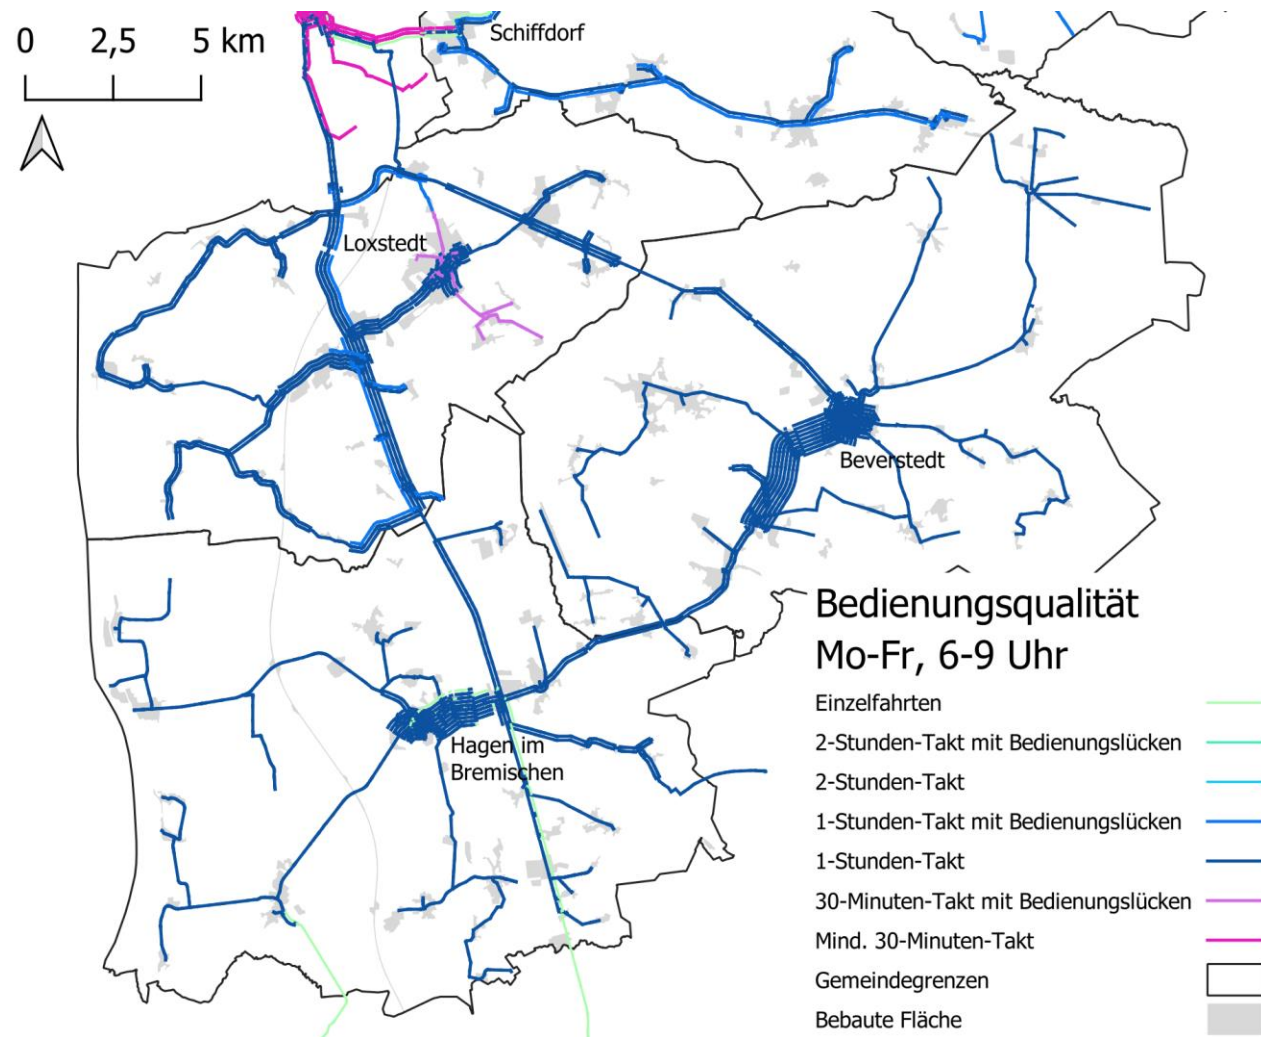 0 2,5 5 km
Schiffdorf
Loxstedt
Beverstedt
Hagen im
Bremischen
Bedienungsqualität
Mo-Fr, 6-9 Uhr
Einzelfahrten
2-Stunden-Takt mit Bedienungslücken
2-Stunden-Takt
1-Stunden-Takt mit Bedienungslücken
1-Stunden-Takt
30-Minuten-Takt mit Bedienungslücken
Mind. 30-Minuten-Takt
Gemeindegrenzen
Bebaute Fläche